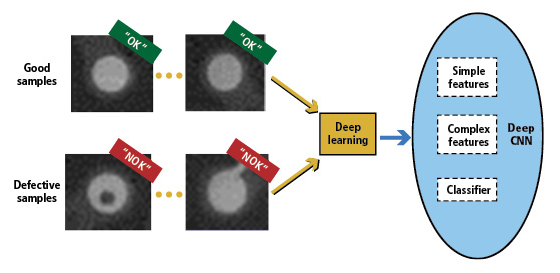 Good
samples
"OK"
"OK"
Defective
samples
"NOK"
"NOK"
Deep
learning
Simple
features
Complex
features
Deep
CNN
Classifier